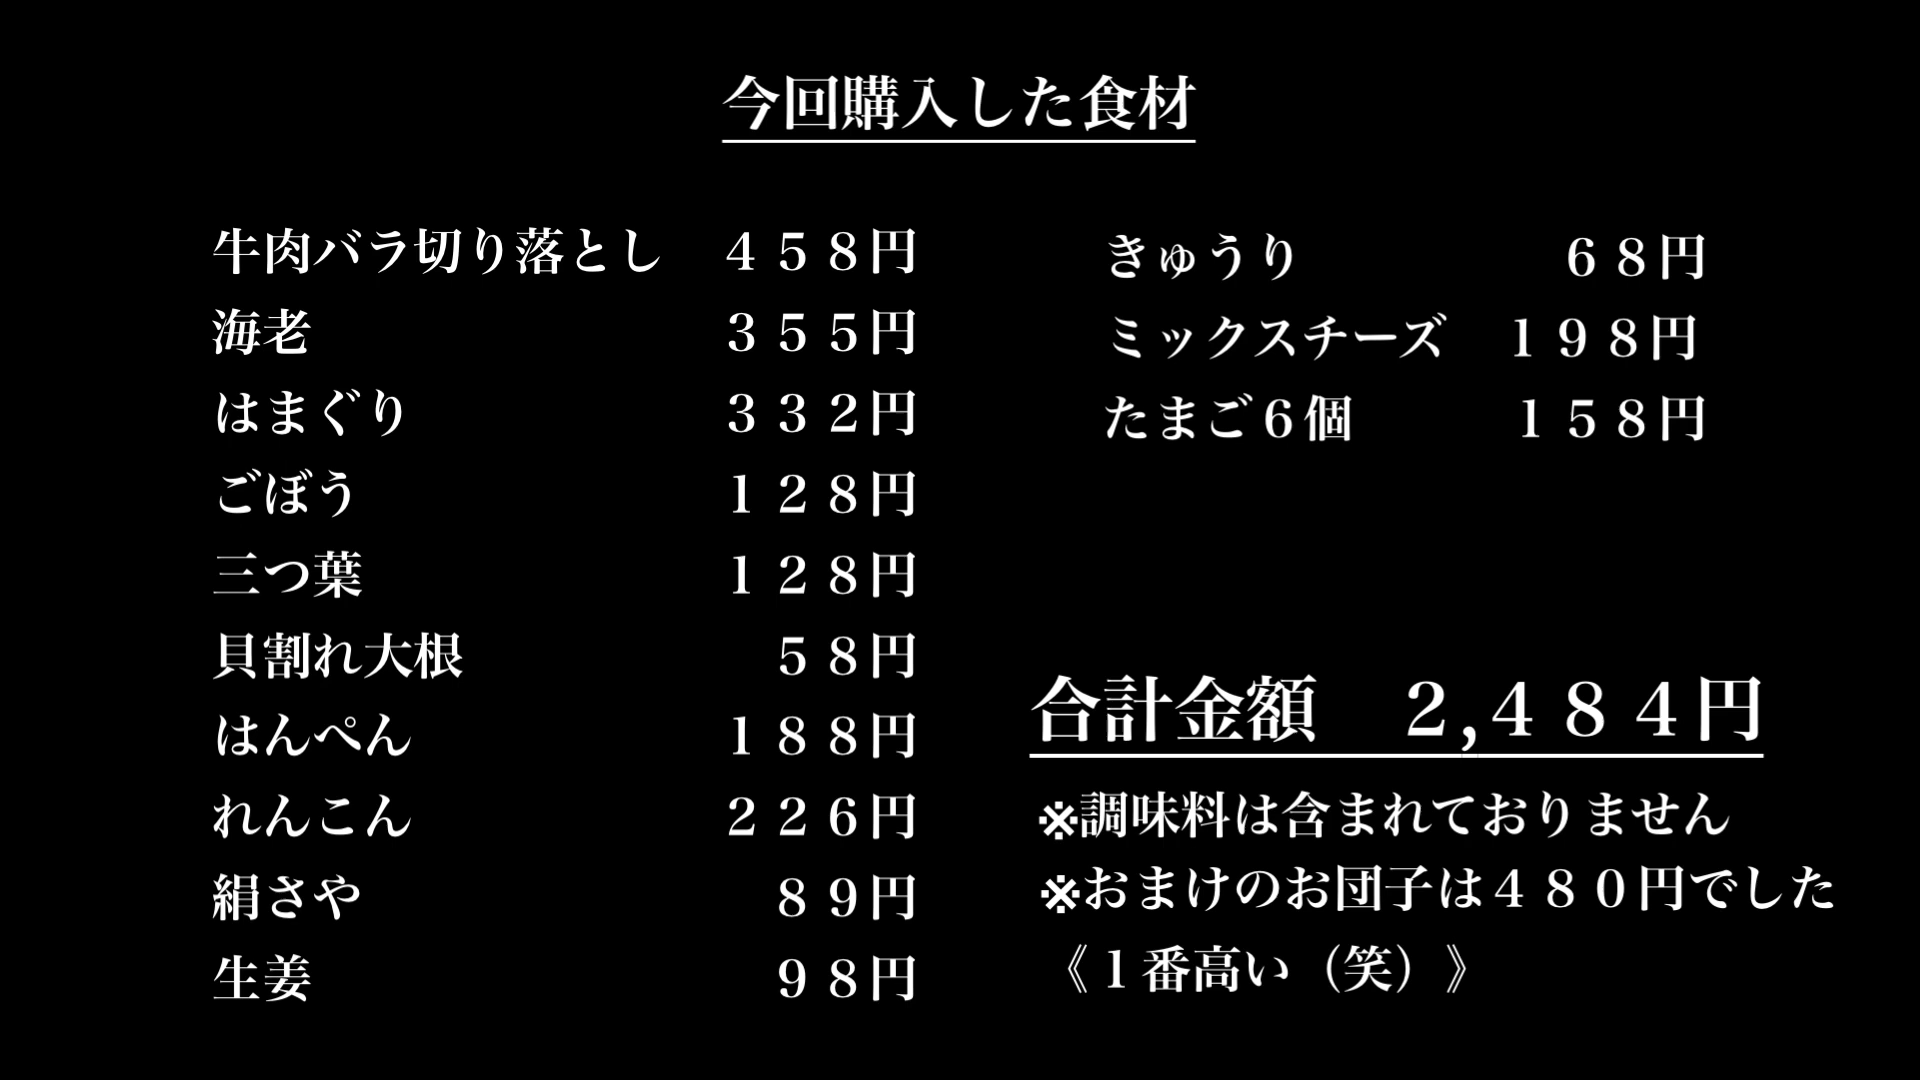 今回購入した食材
牛肉バラ切り落とし　４５８円
海老　３５５円
はまぐり　３３２円
ごぼう　１２８円
三つ葉　１２８円
貝割れ大根　５８円
はんぺん　１８８円
れんこん　２２６円
絹さや　８９円
生姜　９８円
きゅうり　６８円
ミックスチーズ　１９８円
たまご６個　１５８円
合計金額　２,４８４円
※調味料は含まれておりません
※おまけのお団子は４８０円でした
《１番高い（笑）》